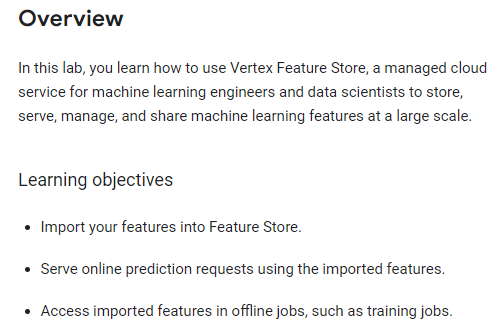 Overview
In this lab, you learn how to use Vertex Feature Store, a managed cloud
service for machine learning engineers and data scientists to store,
serve, manage, and share machine learning features at a large scale.
Learning objectives
• Import your features into Feature Store.
• Serve online prediction requests using the imported features.
• Access imported features in offline jobs, such as training jobs.